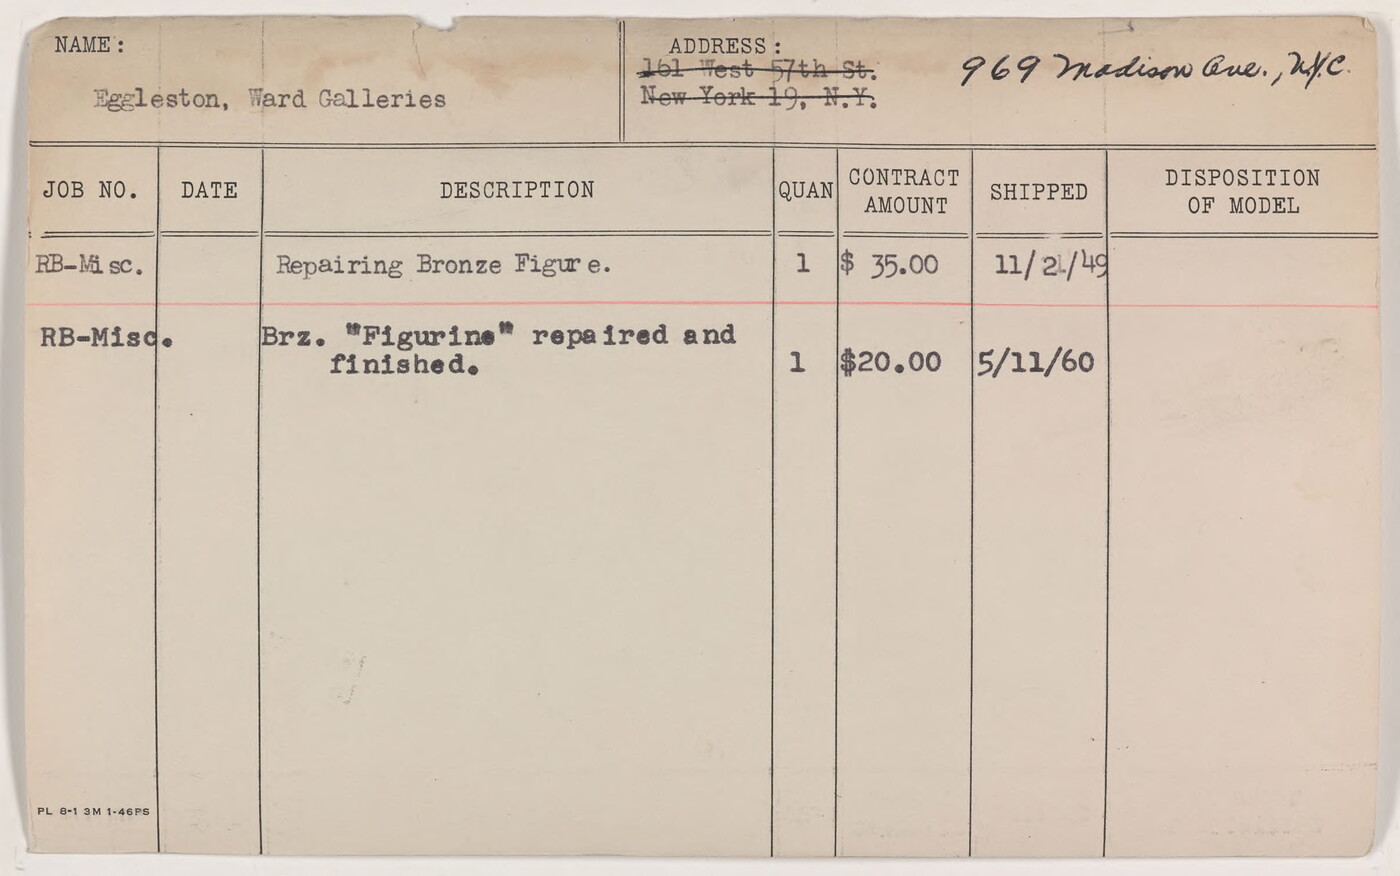 NAME:
Eggleston, Ward Galleries
ADDRESS:
161 West 57th St.
New York 19, N.Y.
969 Madison Ave., N.Y.C.
JOB NO. DATE DESCRIPTION QUAN CONTRACT AMOUNT SHIPPED DISPOSITION OF MODEL
RB-Misc. Repairing Bronze Figure. 1 $ 35.00 11/21/49
RB-Misc. Brz. "Figurine" repaired and
finished. 1 $20.00 5/11/60
PL 8-1 3M 1-46PS